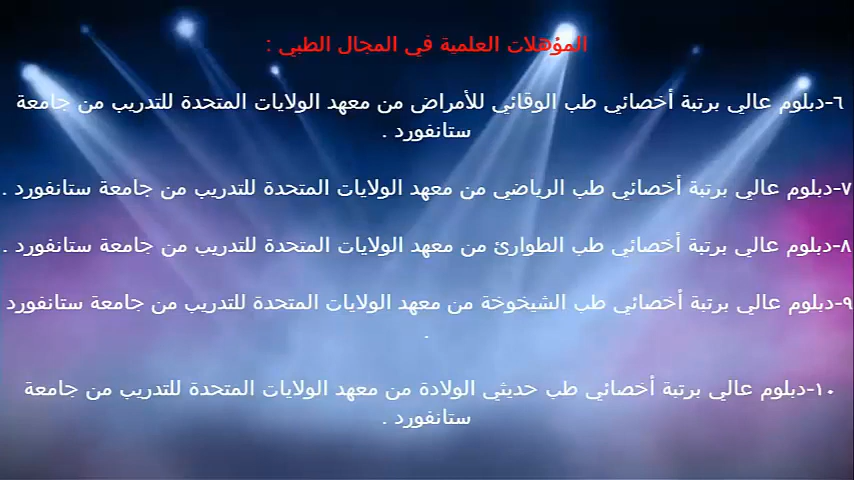 المؤهلات العلمية في المجال الطبي :
٦-دبلوم عالي برتبة أخصائي طب الوقائي للأمراض من معهد الولايات المتحدة للتدريب من جامعة
ستانفورد .
٧-دبلوم عالي برتبة أخصائي طب الرياضي من معهد الولايات المتحدة للتدريب من جامعة ستانفورد .
٨-دبلوم عالي برتبة أخصائي طب الطوارئ من معهد الولايات المتحدة للتدريب من جامعة ستانفورد .
٩-دبلوم عالي برتبة أخصائي طب الشيخوخة من معهد الولايات المتحدة للتدريب من جامعة ستانفورد
.
١٠-دبلوم عالي برتبة أخصائي طب حديثي الولادة من معهد الولايات المتحدة للتدريب من جامعة
ستانفورد .